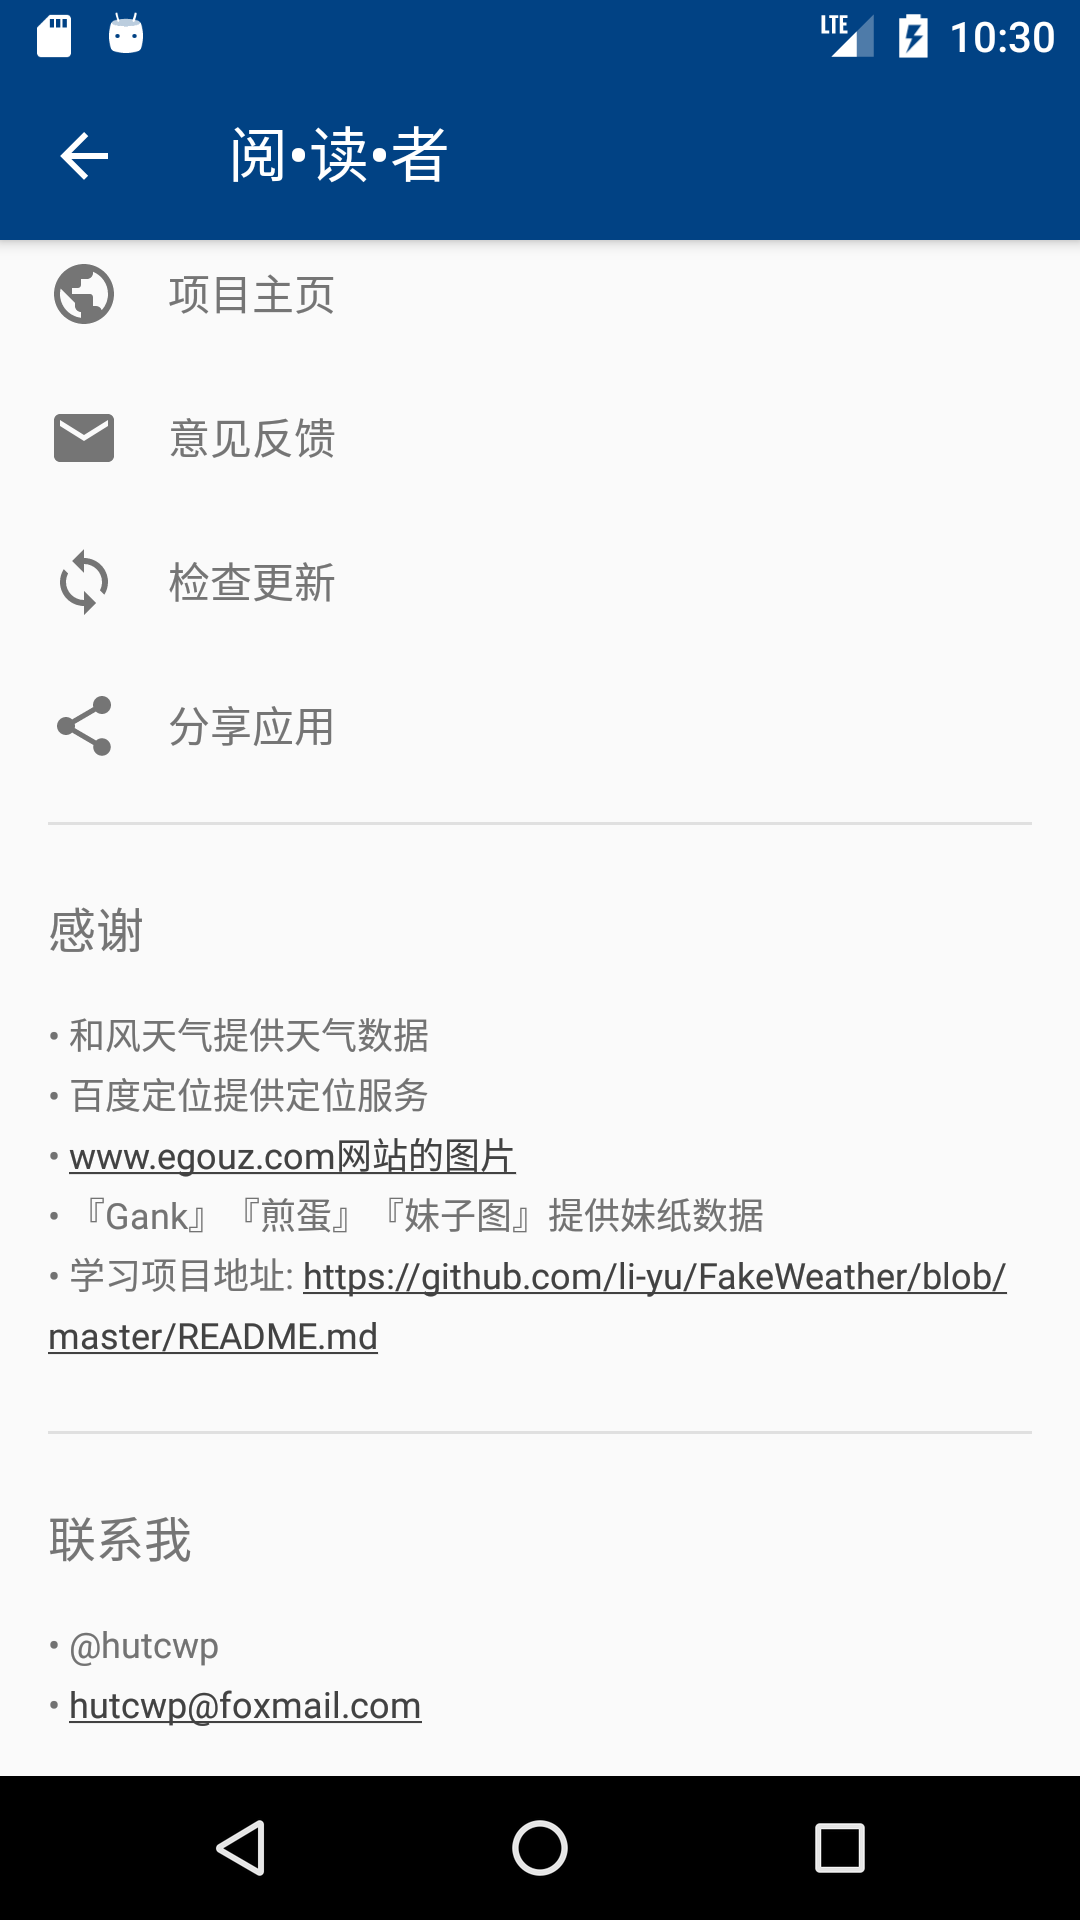 LTE 10:30
阅•读•者
项目主页
意见反馈
检查更新
分享应用
感谢
• 和风天气提供天气数据
• 百度定位提供定位服务
• www.egouz.com网站的图片
• 『Gank』『煎蛋』『妹子图』提供妹纸数据
• 学习项目地址: https://github.com/li-yu/FakeWeather/blob/
master/README.md
联系我
• @hutcwp
• hutcwp@foxmail.com